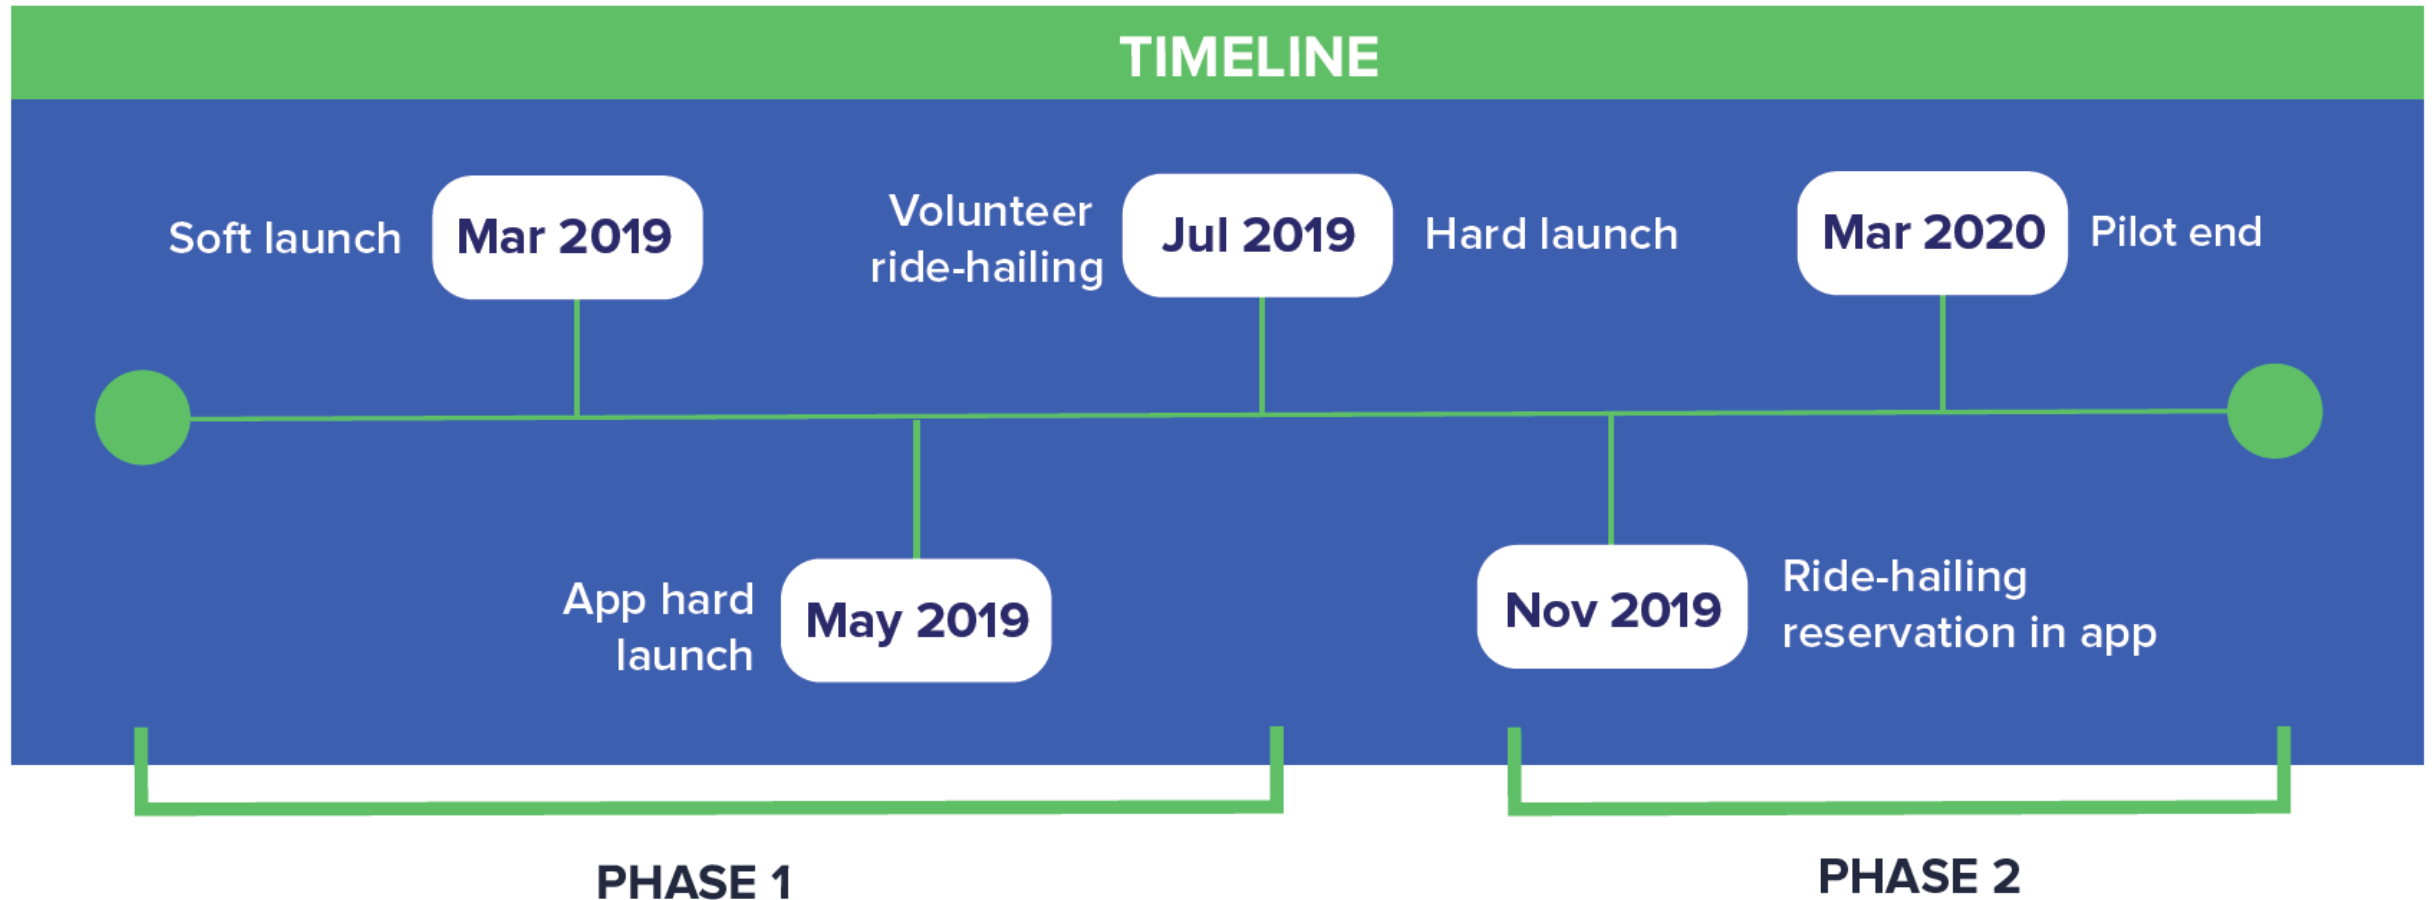 TIMELINE
Soft launch
Mar 2019
Volunteer
ride-hailing
Jul 2019
Hard launch
Mar 2020
Pilot end
App hard
launch
May 2019
Nov 2019
Ride-hailing
reservation in app
PHASE 1
PHASE 2